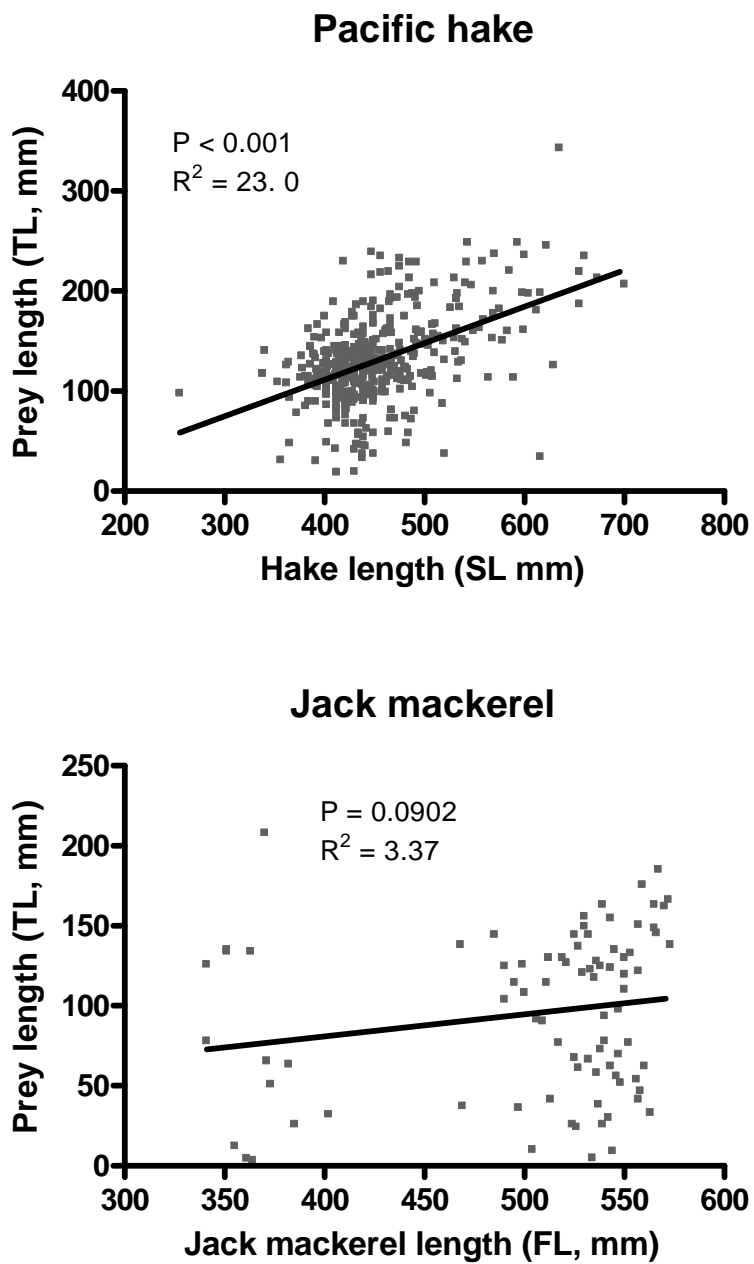 Pacific hake
400
300
200
100
0
Prey length (TL, mm)
P < 0.001
R² = 23. 0
200 300 400 500 600 700 800
Hake length (SL mm)
Jack mackerel
250
200
150
100
50
0
Prey length (TL, mm)
P = 0.0902
R² = 3.37
300 350 400 450 500 550 600
Jack mackerel length (FL, mm)